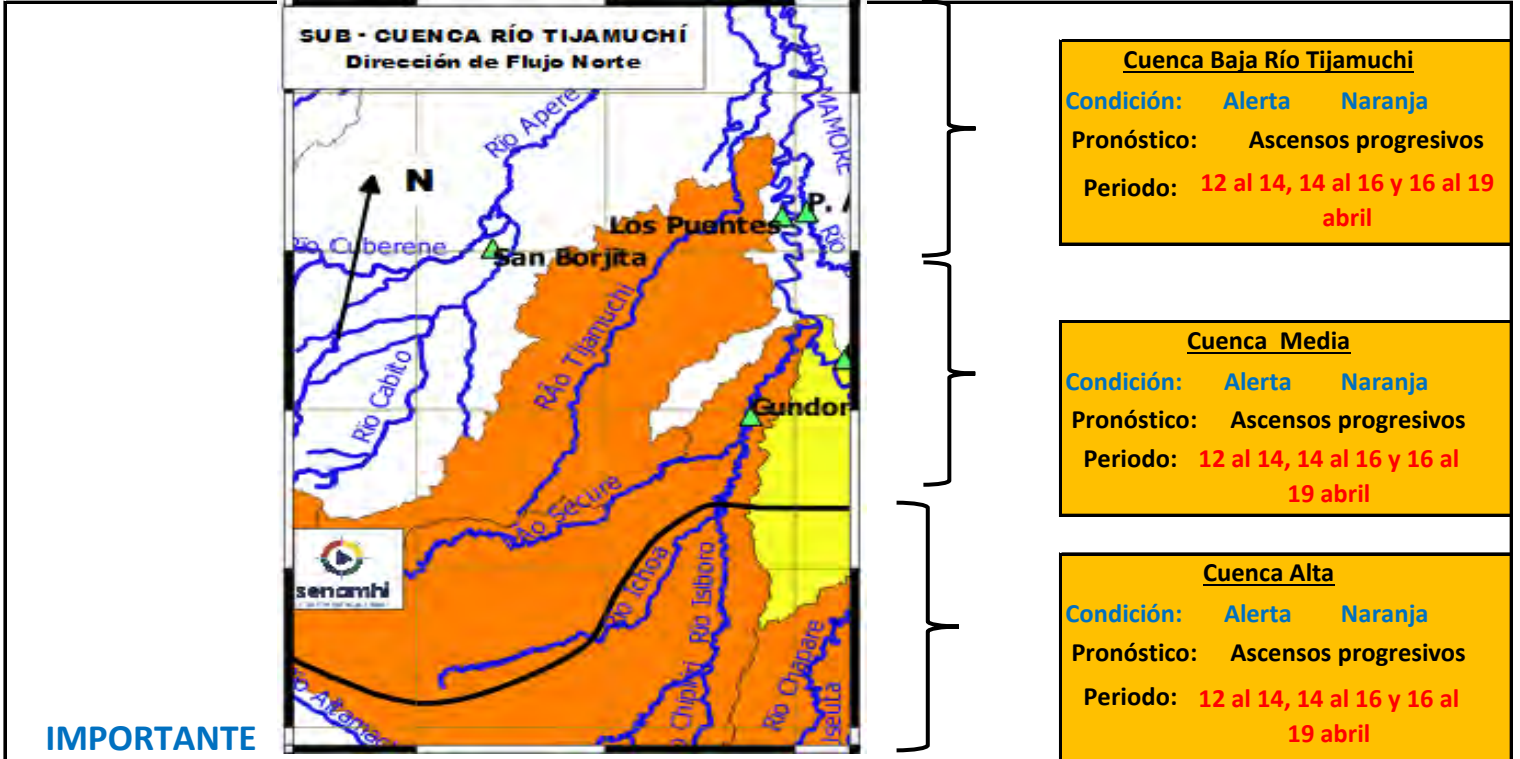 SUB - CUENCA RÍO TIJAMUCHÍ
Dirección de Flujo Norte
N
Río Apere
RÍO MAMORÉ
P.
Los Puentes
Río
Río Cuberene
San Borjita
RÃo Tijamuchi
Río Cabito
Gundor
RÃo Sécure
senamhi
Río Ichoa
Río Isiboro
Río Chapare
Chipiri
Iseuta
IMPORTANTE
Cuenca Baja Río Tijamuchi
Condición: Alerta Naranja
Pronóstico: Ascensos progresivos
Periodo: 12 al 14, 14 al 16 y 16 al 19
abril
Cuenca Media
Condición: Alerta Naranja
Pronóstico: Ascensos progresivos
Periodo: 12 al 14, 14 al 16 y 16 al
19 abril
Cuenca Alta
Condición: Alerta Naranja
Pronóstico: Ascensos progresivos
Periodo: 12 al 14, 14 al 16 y 16 al
19 abril